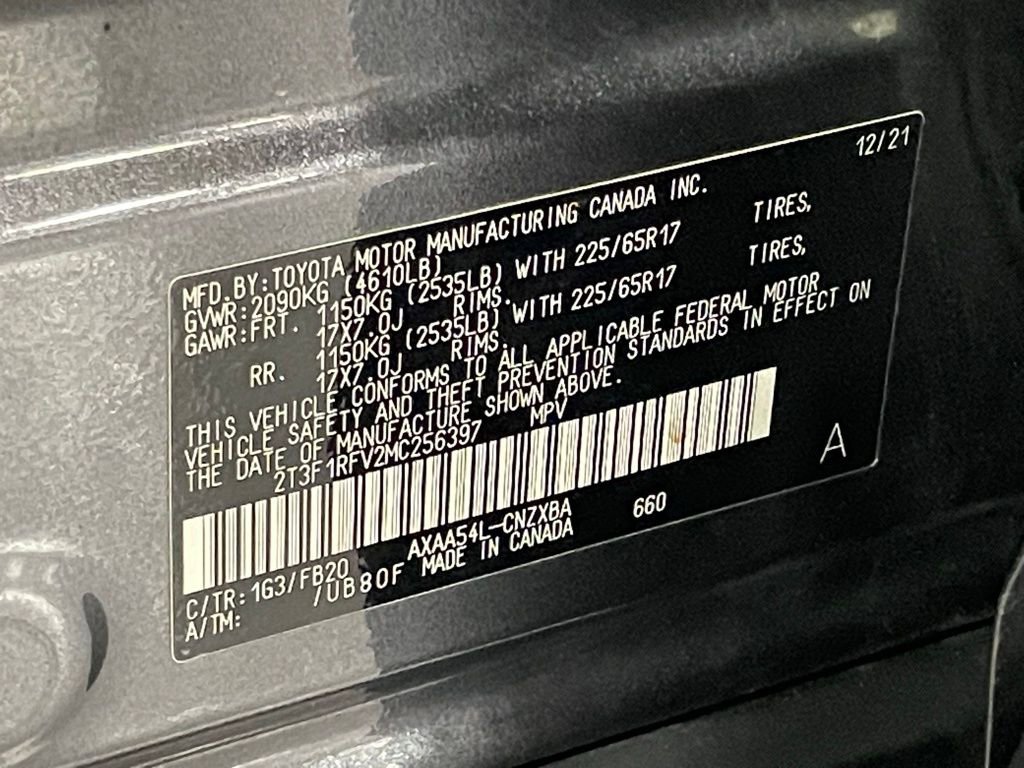 12/21
MFD.BY:TOYOTA MOTOR MANUFACTURING CANADA INC.
GVWR:2090KG (4610LB)
GAWR:FRT. 1150KG (2535LB) WITH 225/65R17 TIRES,
17X7.0J RIMS.
RR. 1150KG (2535LB) WITH 225/65R17 TIRES,
17X7.0J RIMS.
THIS VEHICLE CONFORMS TO ALL APPLICABLE FEDERAL MOTOR
VEHICLE SAFETY AND THEFT PREVENTION STANDARDS IN EFFECT ON
THE DATE OF MANUFACTURE SHOWN ABOVE.
2T3F1RFV2MC256397 MPV
A
AXAA54L-CNZXBA 660
C/TR:1G3/FB20 MADE IN CANADA
A/TM: /UB80F